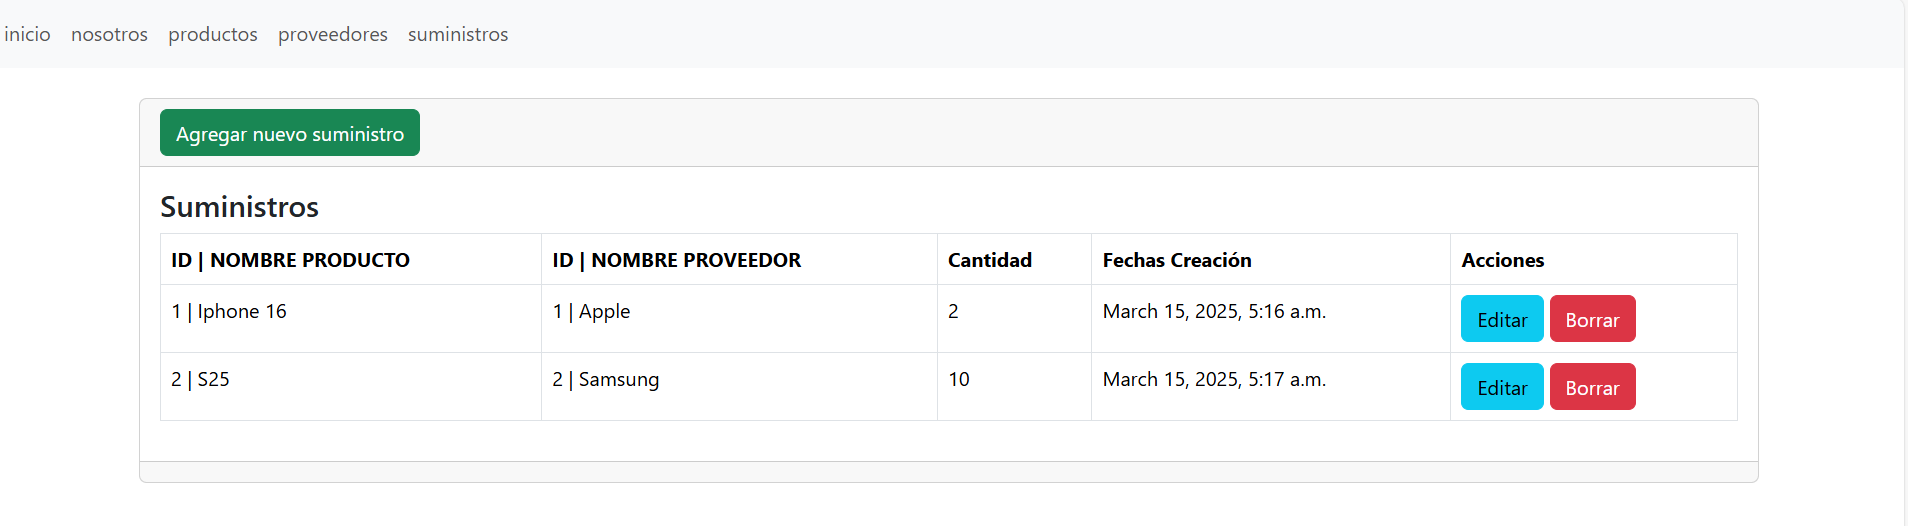 inicio nosotros productos proveedores suministros
Agregar nuevo suministro
Suministros
ID | NOMBRE PRODUCTO ID | NOMBRE PROVEEDOR Cantidad Fechas Creación Acciones
1 | Iphone 16 1 | Apple 2 March 15, 2025, 5:16 a.m. Editar Borrar
2 | S25 2 | Samsung 10 March 15, 2025, 5:17 a.m. Editar Borrar